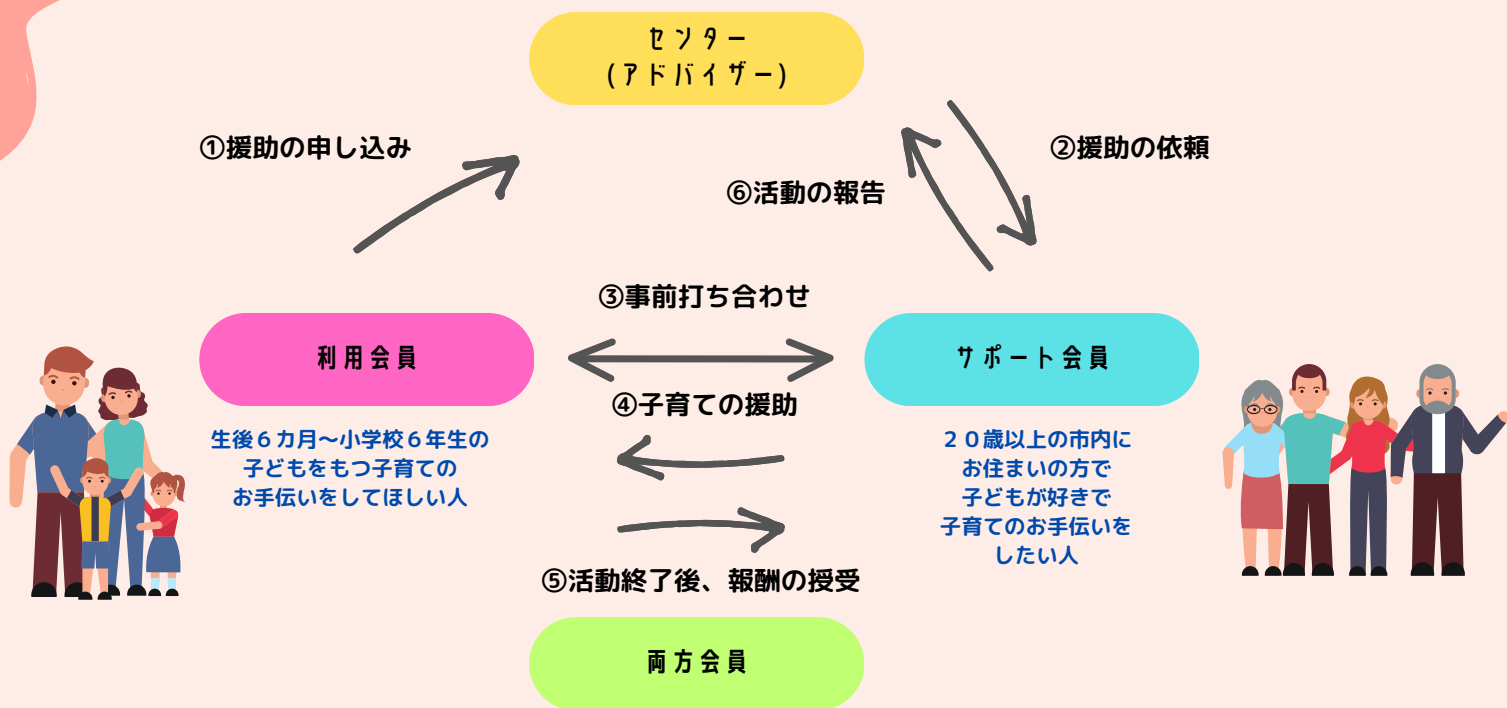 センター
(アドバイザー)
①援助の申し込み
②援助の依頼
⑥活動の報告
③事前打ち合わせ
利用会員
サポート会員
④子育ての援助
生後６カ月～小学校６年生の
子どもをもつ子育ての
お手伝いをしてほしい人
２０歳以上の市内に
お住まいの方で
子どもが好きで
子育てのお手伝いを
したい人
⑤活動終了後、報酬の授受
両方会員